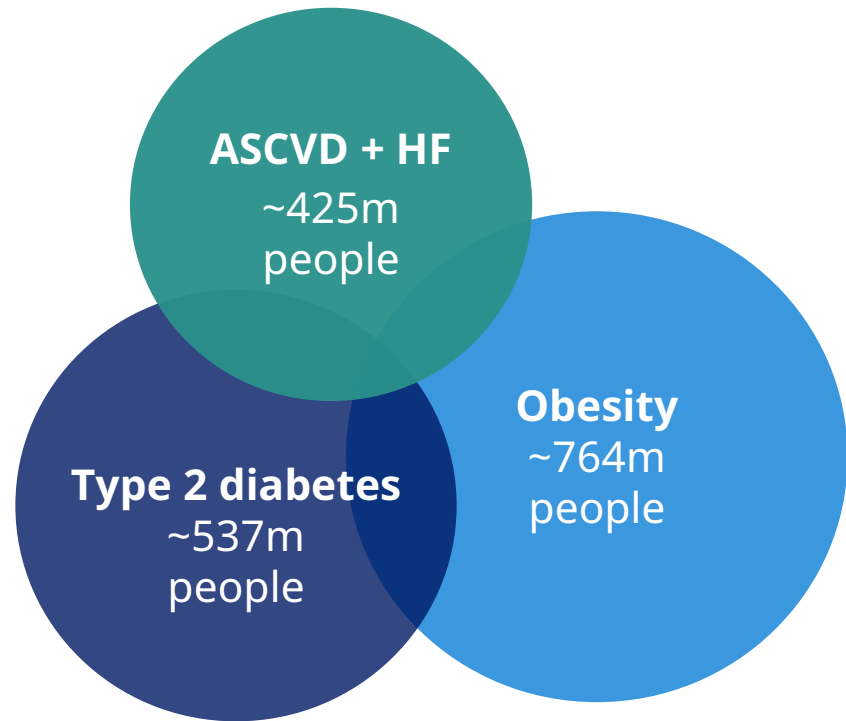 ASCVD + HF
~425m
people
Obesity
~764m
people
Type 2 diabetes
~537m
people